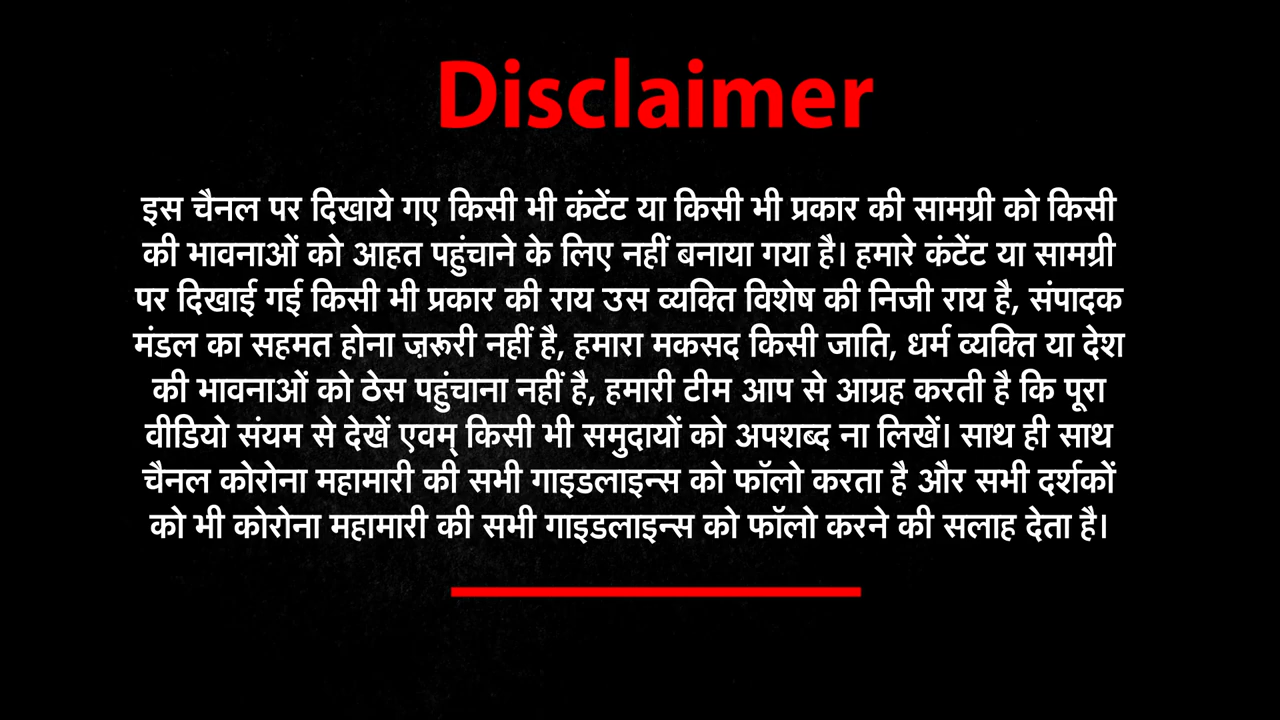 Disclaimer
इस चैनल पर दिखाये गए किसी भी कंटेंट या किसी भी प्रकार की सामग्री को किसी
की भावनाओं को आहत पहुंचाने के लिए नहीं बनाया गया है। हमारे कंटेंट या सामग्री
पर दिखाई गई किसी भी प्रकार की राय उस व्यक्ति विशेष की निजी राय है, संपादक
मंडल का सहमत होना ज़रूरी नहीं है, हमारा मकसद किसी जाति, धर्म व्यक्ति या देश
की भावनाओं को ठेस पहुंचाना नहीं है, हमारी टीम आप से आग्रह करती है कि पूरा
वीडियो संयम से देखें एवम् किसी भी समुदायों को अपशब्द ना लिखें। साथ ही साथ
चैनल कोरोना महामारी की सभी गाइडलाइन्स को फॉलो करता है और सभी दर्शकों
को भी कोरोना महामारी की सभी गाइडलाइन्स को फॉलो करने की सलाह देता है।